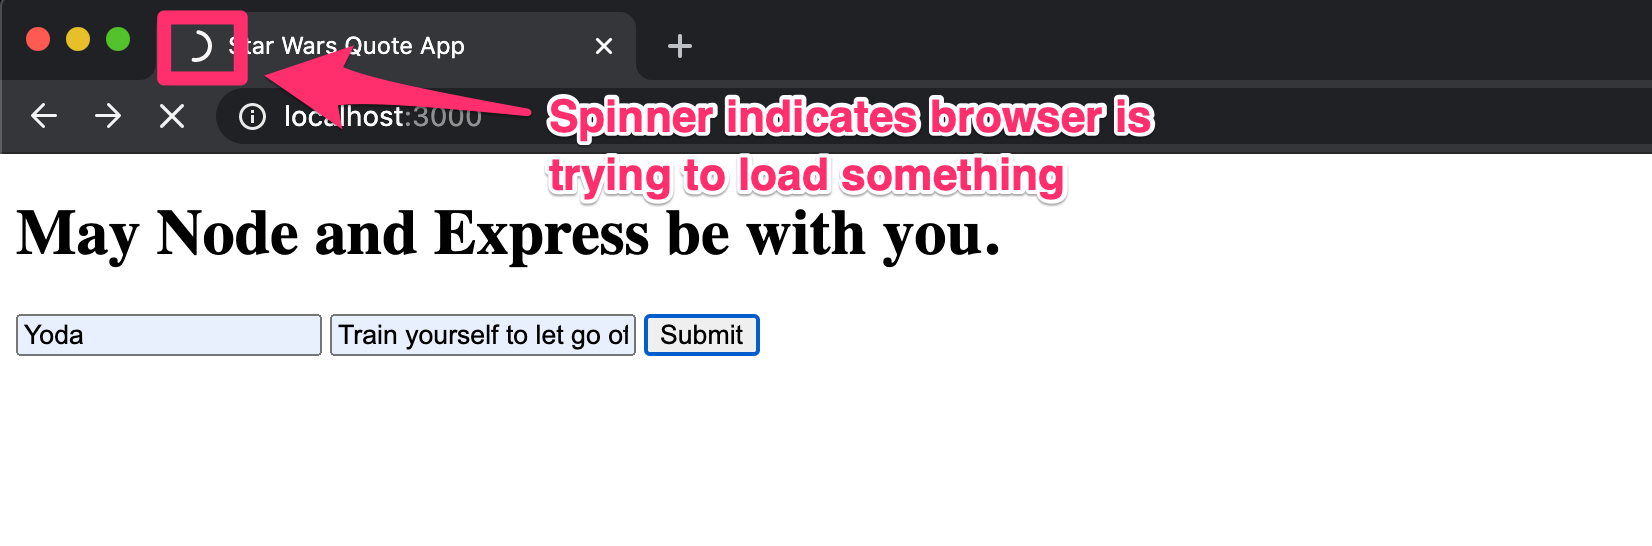 Star Wars Quote App
localhost:3000
Spinner indicates browser is
trying to load something
May Node and Express be with you.
Yoda
Train yourself to let go of
Submit